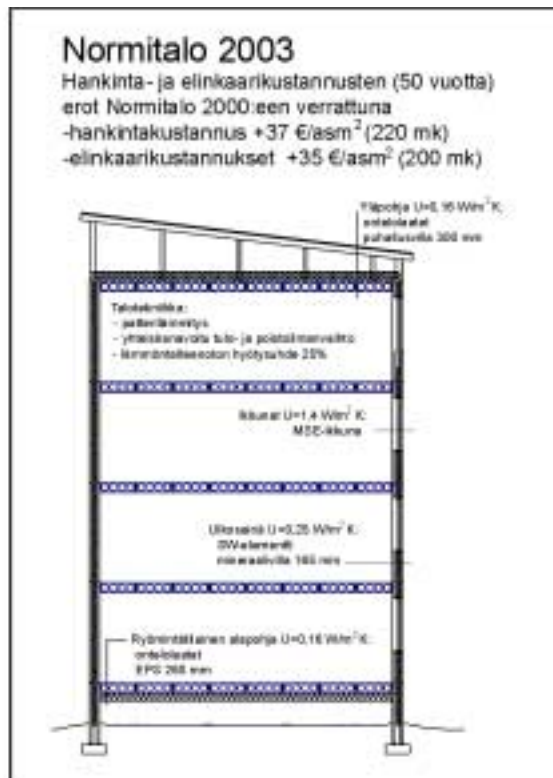 Normitalo 2003
Hankinta- ja elinkaarikustannusten (50 vuotta)
erot Normitalo 2000:een verrattuna
-hankintakustannus +37 €/asm² (220 mk)
-elinkaarikustannukset +35 €/asm² (200 mk)
Yläpohja U=0,16 W/m²K:
ontelolaatat
puhallusvilla 300 mm
Talotekniikka:
- patterilämmitys
- yhteiskanavoitu tulo- ja poistoilmanvaihto
- lämmöntalteenoton hyötysuhde 25%
Ikkunat U=1,4 W/m²K:
MSE-ikkuna
Ulkoseinä U=0,25 W/m²K:
SW-elementti
mineraalivilla 165 mm
Ryömintätilainen alapohja U=0,16 W/m²K:
ontelolaatat
EPS 250 mm